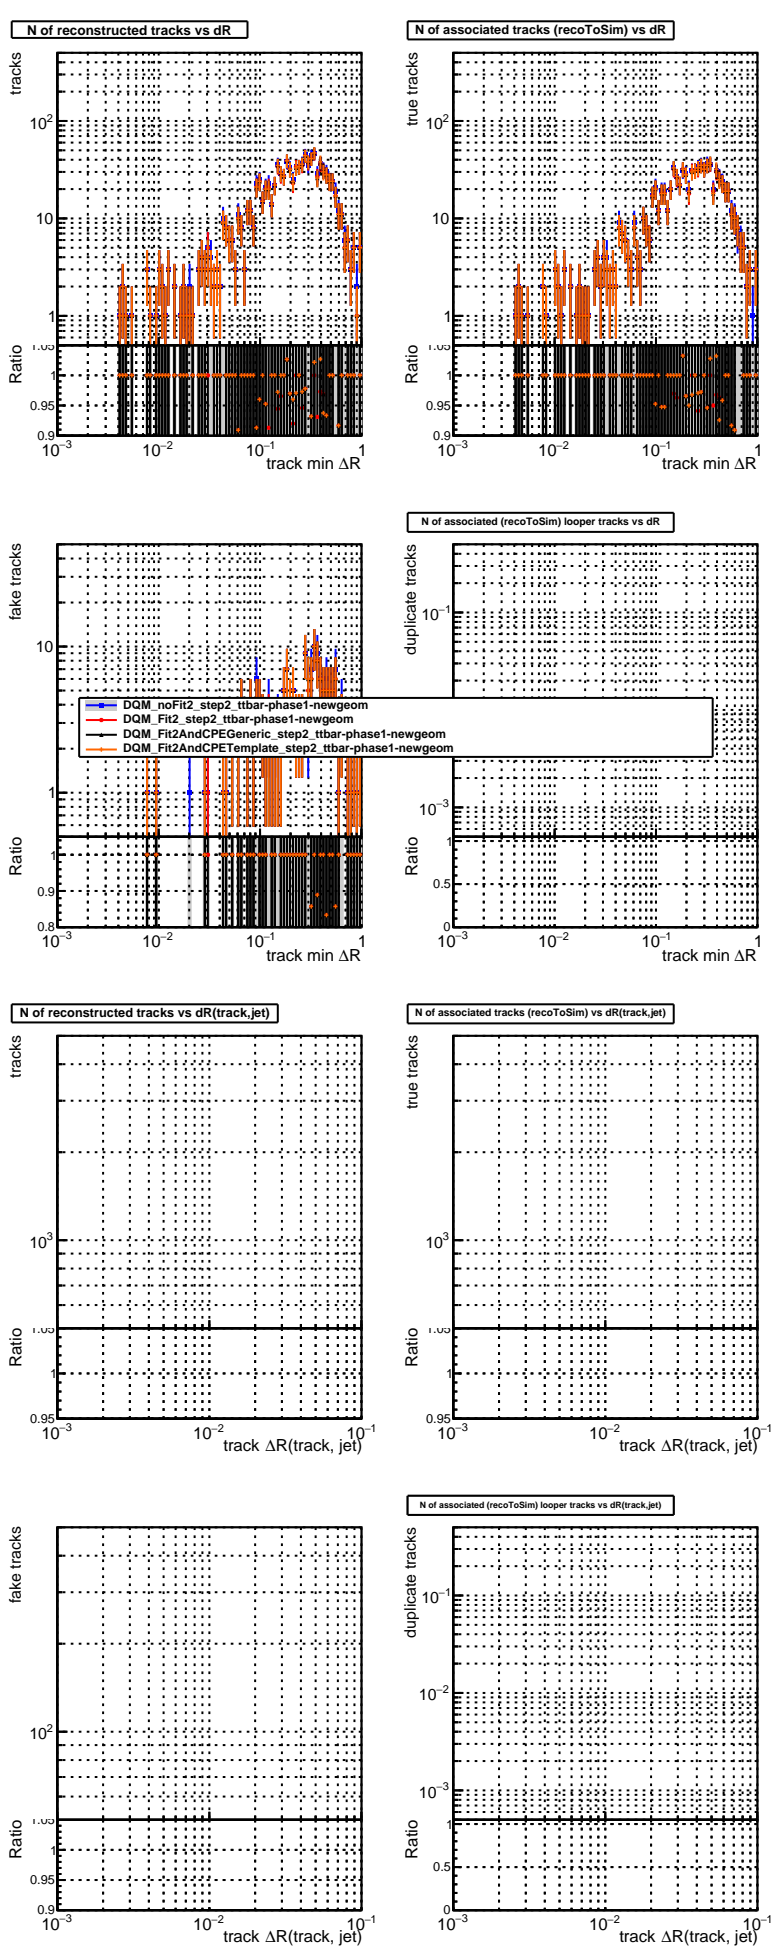 N of reconstructed tracks vs dR
tracks
10²
10
1
1.05
Ratio
1
0.95
0.9
10⁻³
10⁻²
10⁻¹
1
track min ΔR
N of associated tracks (recoToSim) vs dR
true tracks
10²
10
1
1.05
Ratio
1
0.95
0.9
10⁻³
10⁻²
10⁻¹
1
track min ΔR
fake tracks
10
1
Ratio
1
0.9
0.8
10⁻³
10⁻²
10⁻¹
1
track min ΔR
N of associated (recoToSim) looper tracks vs dR
duplicate tracks
10⁻¹
10⁻³
Ratio
1
0.5
0
10⁻³
10⁻²
10⁻¹
1
track min ΔR
DQM_noFit2_step2_ttbar-phase1-newgeom
DQM_Fit2_step2_ttbar-phase1-newgeom
DQM_Fit2AndCPEGeneric_step2_ttbar-phase1-newgeom
DQM_Fit2AndCPETemplate_step2_ttbar-phase1-newgeom
N of reconstructed tracks vs dR(track,jet)
tracks
10³
1.05
Ratio
1
0.95
10⁻³
10⁻²
10⁻¹
track ΔR(track, jet)
N of associated tracks (recoToSim) vs dR(track,jet)
true tracks
10³
1.05
Ratio
1
0.95
10⁻³
10⁻²
10⁻¹
track ΔR(track, jet)
fake tracks
10²
1.05
Ratio
1
0.95
0.9
10⁻³
10⁻²
10⁻¹
track ΔR(track, jet)
N of associated (recoToSim) looper tracks vs dR(track,jet)
duplicate tracks
10⁻¹
10⁻²
10⁻³
Ratio
1
0.5
0
10⁻³
10⁻²
10⁻¹
track ΔR(track, jet)